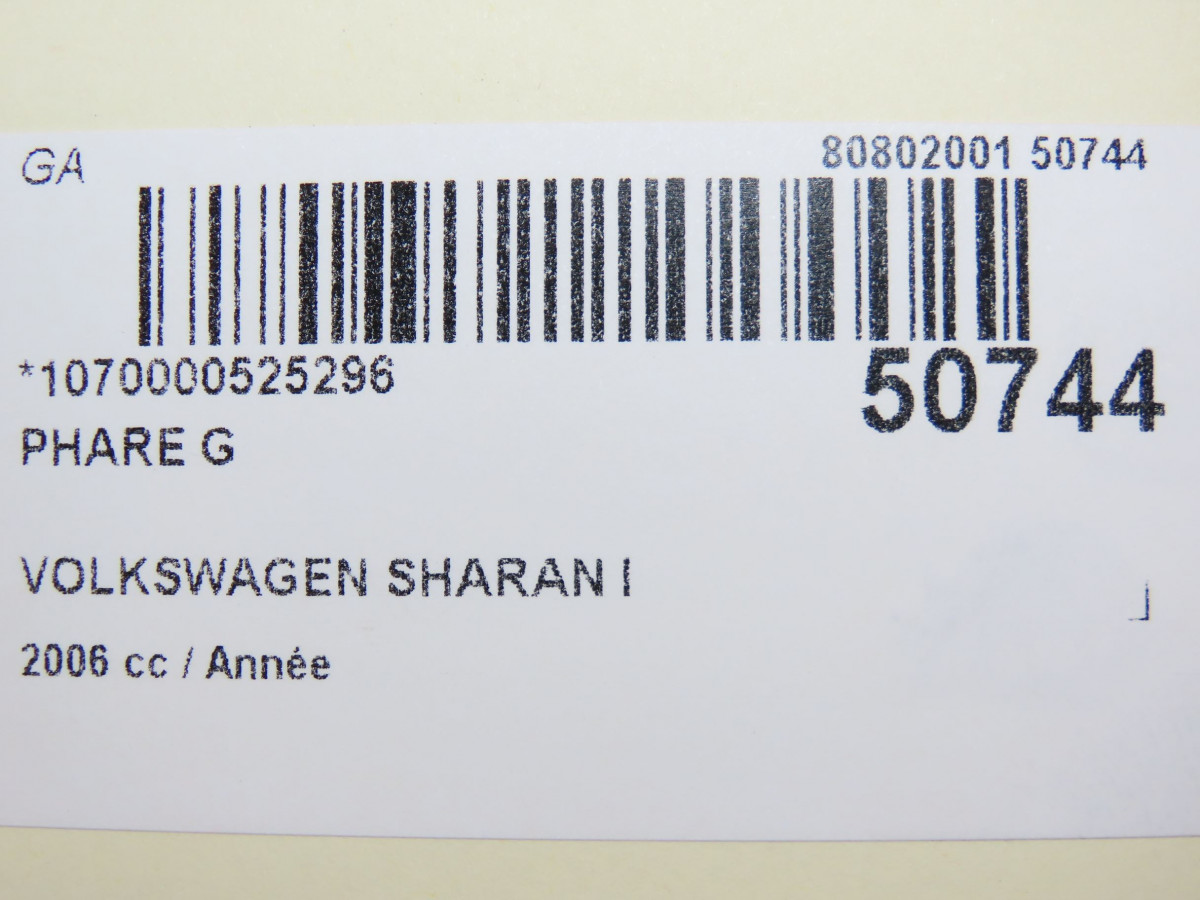 GA
80802001 50744
*1070000525296
50744
PHARE G
VOLKSWAGEN SHARAN I
2006 cc / Année